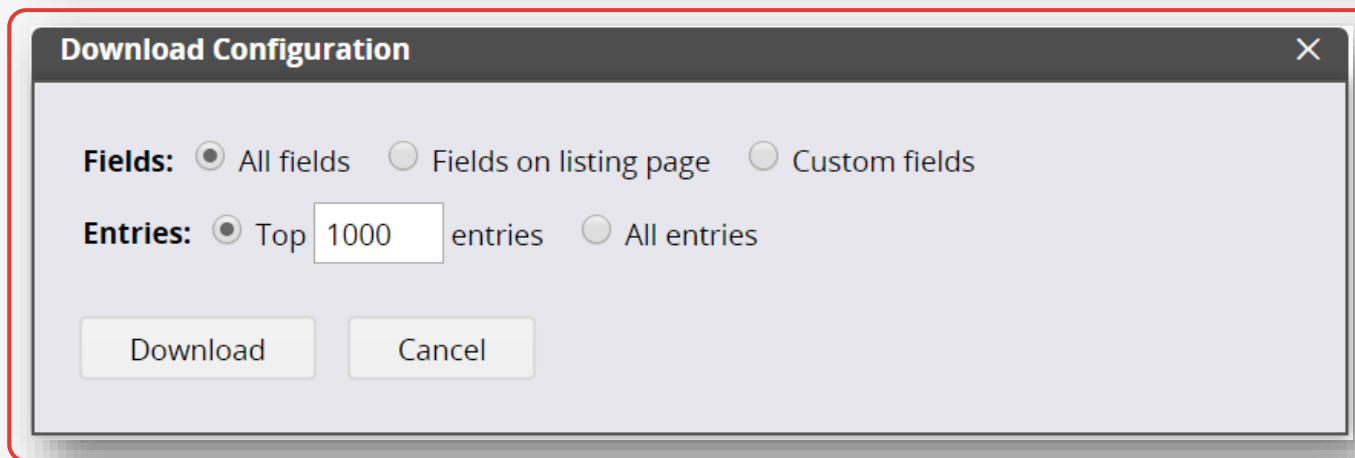 Download Configuration
Fields: All fields Fields on listing page Custom fields
Entries: Top 1000 entries All entries
Download Cancel